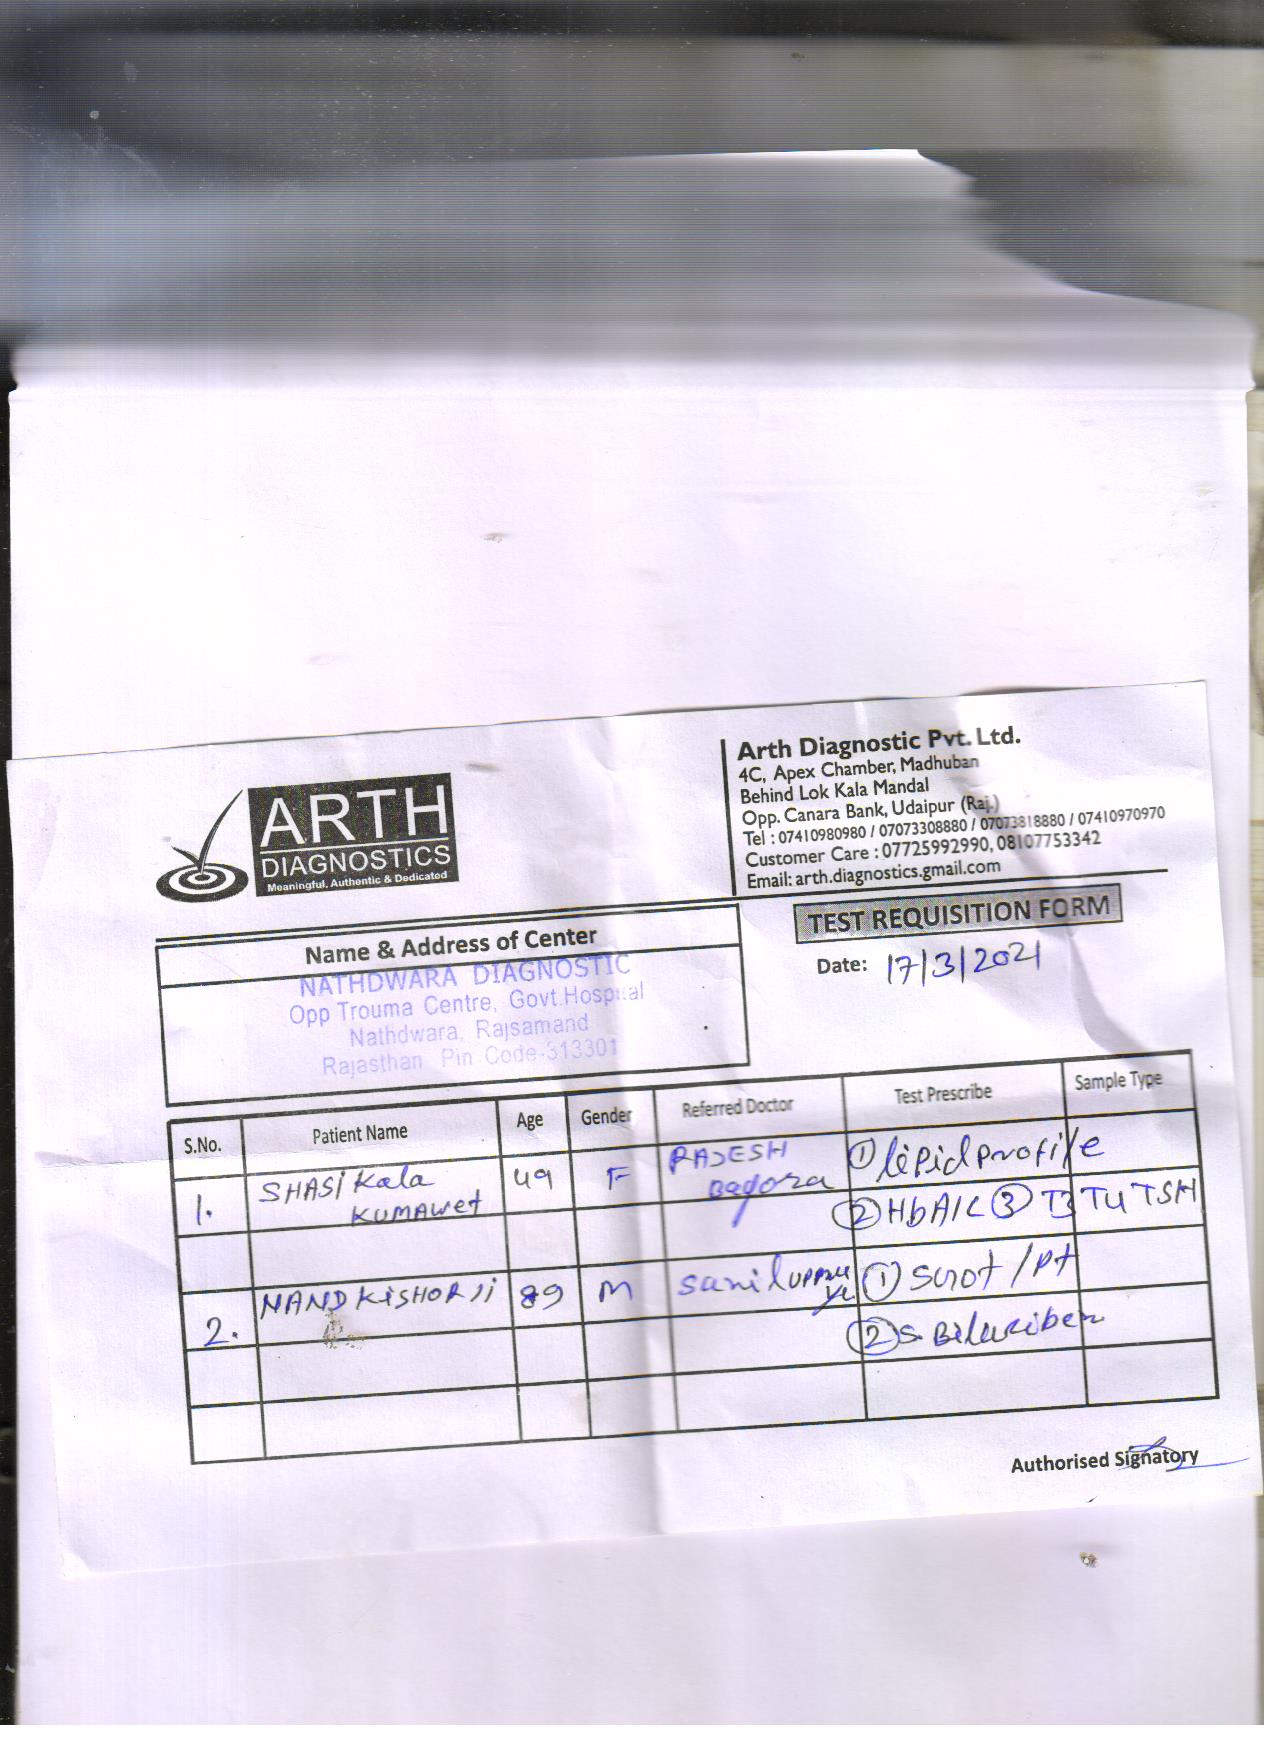 ARTH
DIAGNOSTICS
Meaningful, Authentic & Dedicated
Arth Diagnostic Pvt. Ltd.
4C, Apex Chamber, Madhuban
Behind Lok Kala Mandal
Opp. Canara Bank, Udaipur (Raj.)
Tel : 07410980980 / 07073308880 / 07073818880 / 07410970970
Customer Care : 07725992990, 08107753342
Email: arth.diagnostics.gmail.com
TEST REQUISITION FORM
Date: 17/3/2021
Name & Address of Center
NATHDWARA DIAGNOSTIC
Opp Trouma Centre, Govt.Hospital
Nathdwara, Rajsamand
Rajasthan Pin Code-313301
S.No. Patient Name Age Gender Referred Doctor Test Prescribe Sample Type
1. SHASI Kala 49 F RAJESH ① lipid profile
KUMAWET Bagora ② HbA1C ③ T3 T4 TSH
2. NAND KISHOR JI 89 M Sunil ① SGOT / PT
② S. Biluriben
Authorised Signatory